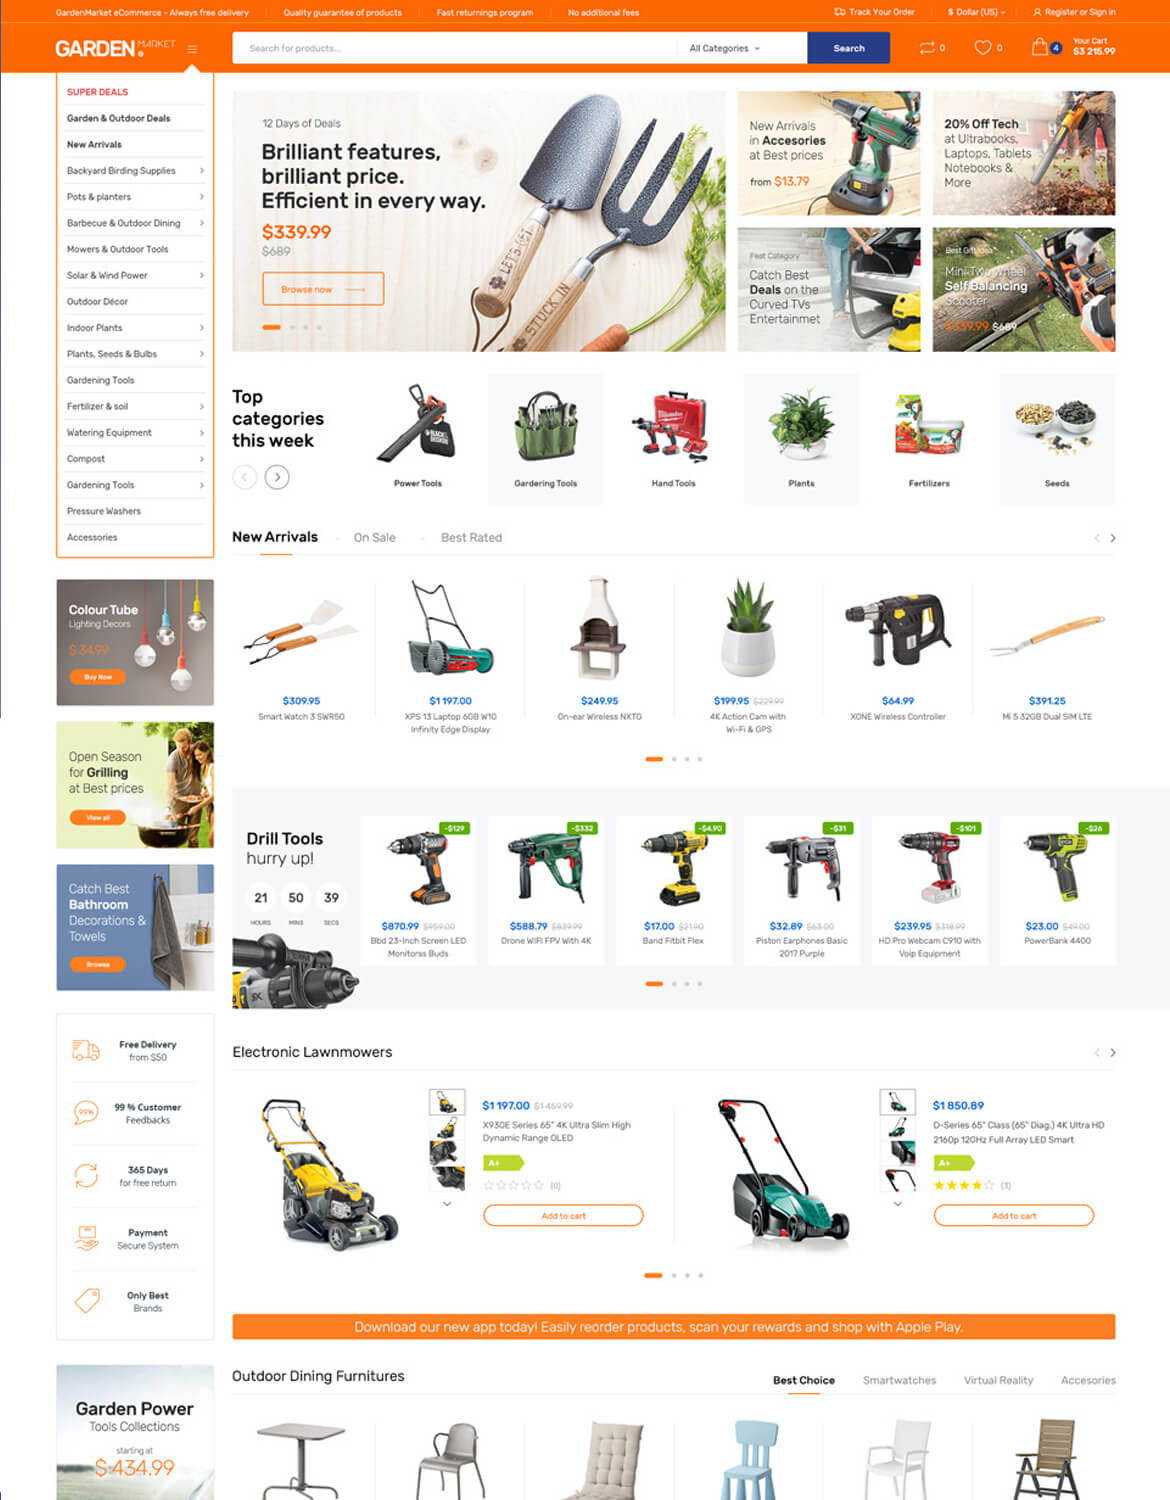 GardenMarket eCommerce - Always free delivery
Quality guarantee of products
Fast returnings program
No additional fees
Track Your Order
$ Dollar (US)
Register or Sign in
GARDEN MARKET
Search for products...
All Categories
Search
0
0
4
Your Cart
$3 215.99
SUPER DEALS
Garden & Outdoor Deals
New Arrivals
Backyard Birding Supplies
Pots & planters
Barbecue & Outdoor Dining
Mowers & Outdoor Tools
Solar & Wind Power
Outdoor Décor
Indoor Plants
Plants, Seeds & Bulbs
Gardening Tools
Fertilizer & soil
Watering Equipment
Compost
Gardening Tools
Pressure Washers
Accessories
12 Days of Deals
Brilliant features,
brilliant price.
Efficient in every way.
$339.99
$689
Browse now
LET'S GET
STUCK IN
New Arrivals
in Accesories
at Best prices
from $13.79
20% Off Tech
at Ultrabooks,
Laptops, Tablets
Notebooks &
More
Feat Category
Catch Best
Deals on the
Curved TVs
Entertainmet
Best Gift Idea
Mini Two Wheel
Self Balancing
Scooter
$339.99 $689
Top
categories
this week
Power Tools
Gardering Tools
Hand Tools
Plants
Fertilizers
Seeds
New Arrivals
On Sale
Best Rated
$309.95
Smart Watch 3 SWR50
$1 197.00
XPS 13 Laptop 6GB W10
Infinity Edge Display
$249.95
On-ear Wireless NXTG
$199.95 $229.99
4K Action Cam with
Wi-Fi & GPS
$64.99
XONE Wireless Controller
$391.25
Mi 5 32GB Dual SIM LTE
Colour Tube
Lighting Decors
$ 34.99
Buy Now
Open Season
for Grilling
at Best prices
View all
Catch Best
Bathroom
Decorations &
Towels
Browse
Drill Tools
hurry up!
21
50
39
HOURS
MINS
SECS
-$129
$870.99 $959.00
Bbd 23-Inch Screen LED
Monitorss Buds
-$332
$588.79 $839.99
Drone WIFI FPV With 4K
-$4.90
$17.00 $21.90
Band Fitbit Flex
-$31
$32.89 $63.00
Piston Earphones Basic
2017 Purple
-$101
$239.95 $318.99
HD Pro Webcam C910 with
Voip Equipment
-$26
$23.00 $49.00
PowerBank 4400
Free Delivery
from $50
99%
99 % Customer
Feedbacks
365 Days
for free return
Payment
Secure System
Only Best
Brands
Electronic Lawnmowers
$1 197.00 $1 459.99
X930E Series 65" 4K Ultra Slim High
Dynamic Range OLED
A+
(0)
Add to cart
$1 850.89
D-Series 65" Class (65" Diag.) 4K Ultra HD
2160p 120Hz Full Array LED Smart
A+
(3)
Add to cart
Download our new app today! Easily reorder products, scan your rewards and shop with Apple Play.
Garden Power
Tools Collections
starting at
$ 434.99
Outdoor Dining Furnitures
Best Choice
Smartwatches
Virtual Reality
Accesories